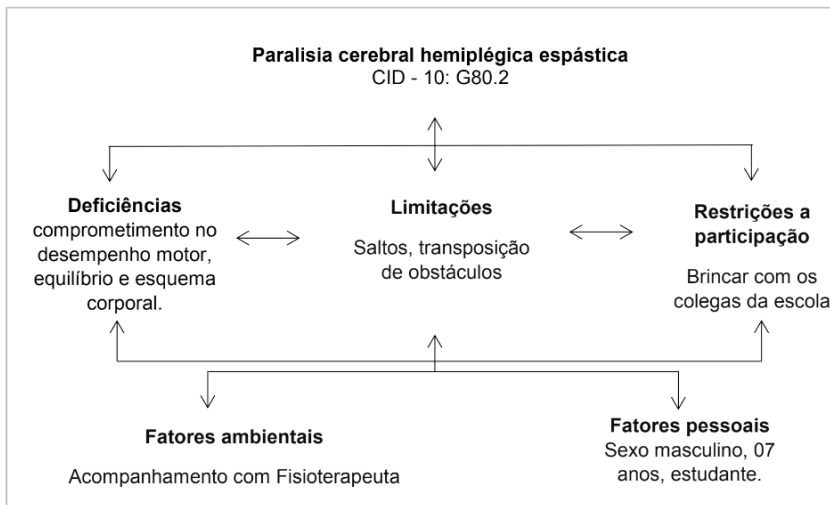 Paralisia cerebral hemiplégica espástica
CID - 10: G80.2
Deficiências
comprometimento no
desempenho motor,
equilíbrio e esquema
corporal.
Limitações
Saltos, transposição
de obstáculos
Restrições a
participação
Brincar com os
colegas da escola
Fatores ambientais
Acompanhamento com Fisioterapeuta
Fatores pessoais
Sexo masculino, 07
anos, estudante.